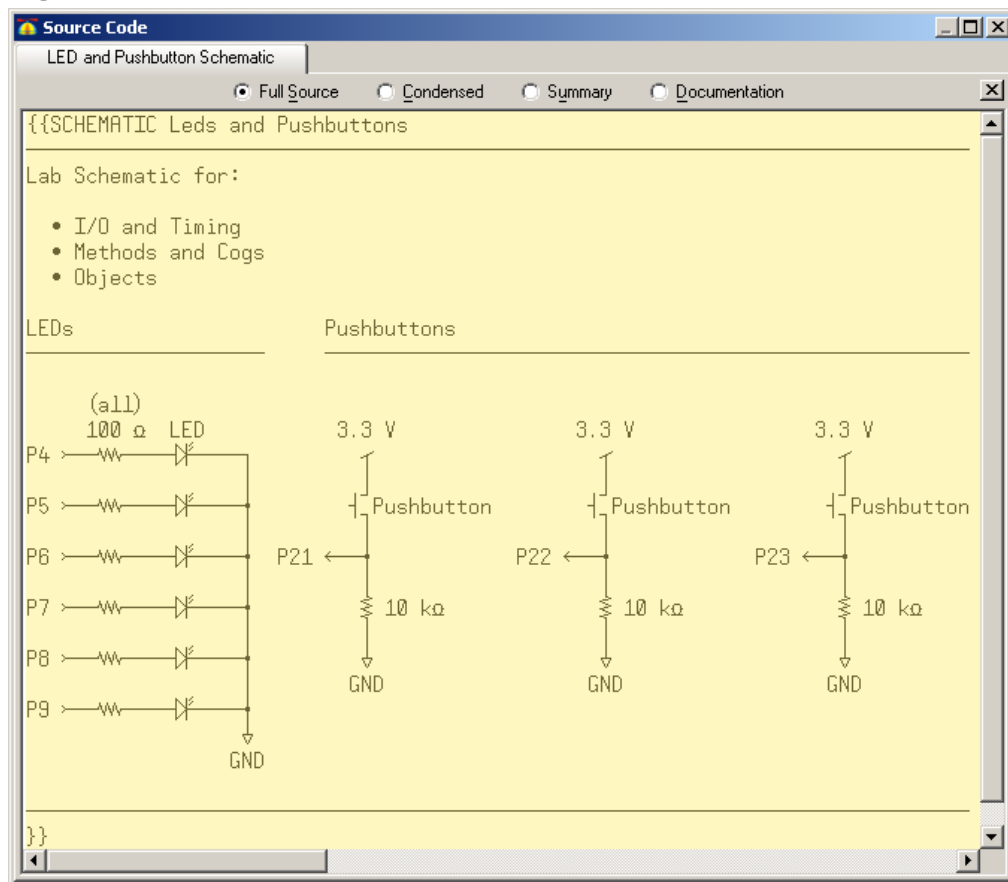 Source Code
LED and Pushbutton Schematic
Full Source Condensed Summary Documentation
{{SCHEMATIC Leds and Pushbuttons
Lab Schematic for:
• I/O and Timing
• Methods and Cogs
• Objects
LEDs Pushbuttons
(all)
100 Ω LED 3.3 V 3.3 V 3.3 V
P4
P5 Pushbutton Pushbutton Pushbutton
P6 P21 P22 P23
P7 10 kΩ 10 kΩ 10 kΩ
P8
GND GND GND
P9
GND
}}